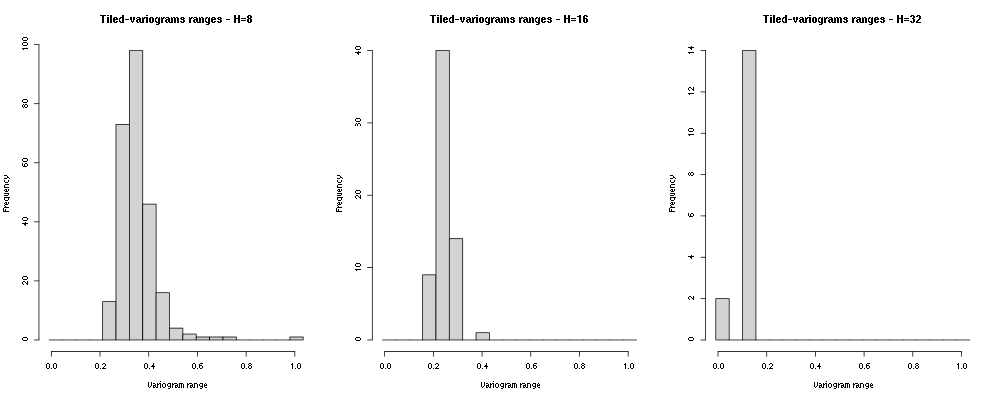 Tiled-variograms ranges - H=8
Tiled-variograms ranges - H=16
Tiled-variograms ranges - H=32
Frequency
0 20 40 60 80 100
0.0 0.2 0.4 0.6 0.8 1.0
Variogram range
Frequency
0 10 20 30 40
0.0 0.2 0.4 0.6 0.8 1.0
Variogram range
Frequency
0 2 4 6 8 10 12 14
0.0 0.2 0.4 0.6 0.8 1.0
Variogram range